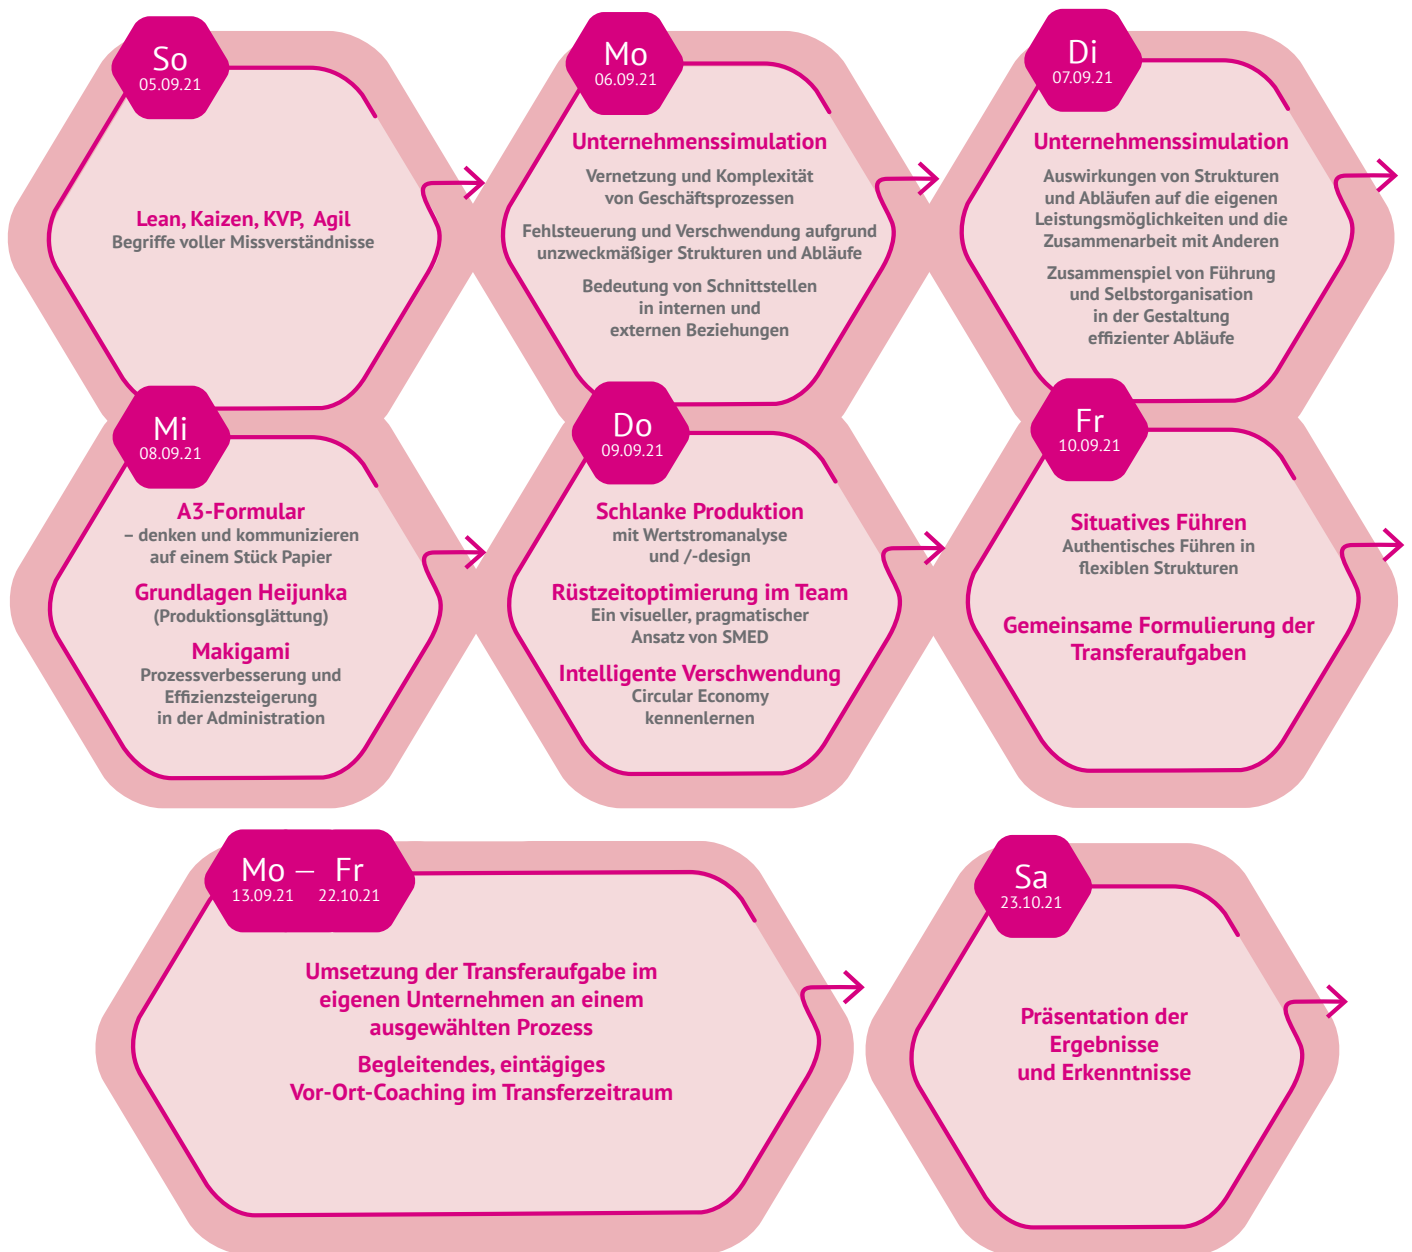 So
05.09.21
Lean, Kaizen, KVP, Agil
Begriffe voller Missverständnisse
Mo
06.09.21
Unternehmenssimulation
Vernetzung und Komplexität
von Geschäftsprozessen
Fehlsteuerung und Verschwendung aufgrund
unzweckmäßiger Strukturen und Abläufe
Bedeutung von Schnittstellen
in internen und
externen Beziehungen
Di
07.09.21
Unternehmenssimulation
Auswirkungen von Strukturen
und Abläufen auf die eigenen
Leistungsmöglichkeiten und die
Zusammenarbeit mit Anderen
Zusammenspiel von Führung
und Selbstorganisation
in der Gestaltung
effizienter Abläufe
Mi
08.09.21
A3-Formular
– denken und kommunizieren
auf einem Stück Papier
Grundlagen Heijunka
(Produktionsglättung)
Makigami
Prozessverbesserung und
Effizienzsteigerung
in der Administration
Do
09.09.21
Schlanke Produktion
mit Wertstromanalyse
und /-design
Rüstzeitoptimierung im Team
Ein visueller, pragmatischer
Ansatz von SMED
Intelligente Verschwendung
Circular Economy
kennenlernen
Fr
10.09.21
Situatives Führen
Authentisches Führen in
flexiblen Strukturen
Gemeinsame Formulierung der
Transferaufgaben
Mo – Fr
13.09.21 22.10.21
Umsetzung der Transferaufgabe im
eigenen Unternehmen an einem
ausgewählten Prozess
Begleitendes, eintägiges
Vor-Ort-Coaching im Transferzeitraum
Sa
23.10.21
Präsentation der
Ergebnisse
und Erkenntnisse